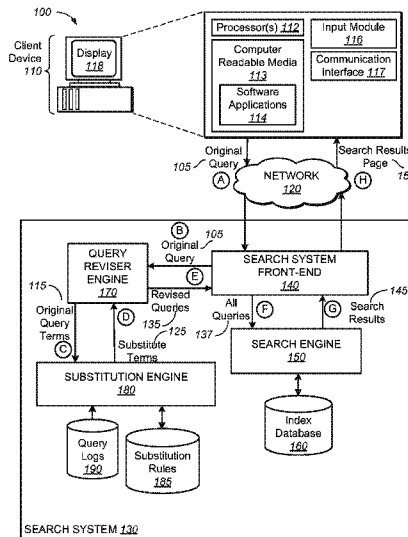 100
Client
Device
110
Display
118
Processor(s) 112
Computer
Readable Media
113
Software
Applications
114
Input Module
116
Communication
Interface 117
Original
Query
105
A
NETWORK
120
H
Search Results
Page
15
B
Original
Query
105
E
Revised
Queries
135
QUERY
REVISER
ENGINE
170
SEARCH SYSTEM
FRONT-END
140
115
Original
Query
Terms
C
D
125
Substitute
Terms
All
Queries
137
F
G
Search
Results
145
SEARCH ENGINE
150
SUBSTITUTION ENGINE
180
Query
Logs
190
Substitution
Rules
185
Index
Database
160
SEARCH SYSTEM 130